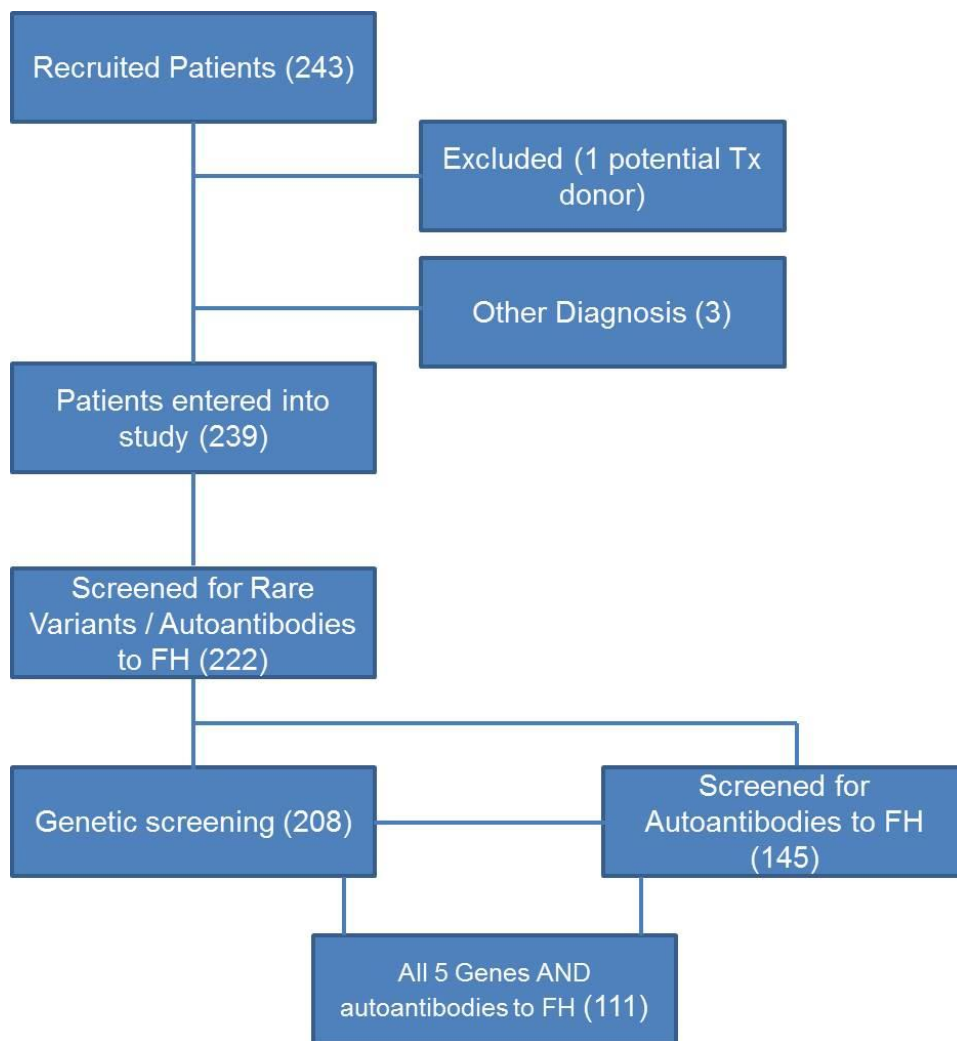 Recruited Patients (243)
Excluded (1 potential Tx
donor)
Other Diagnosis (3)
Patients entered into
study (239)
Screened for Rare
Variants / Autoantibodies
to FH (222)
Genetic screening (208)
Screened for
Autoantibodies to FH
(145)
All 5 Genes AND
autoantibodies to FH (111)